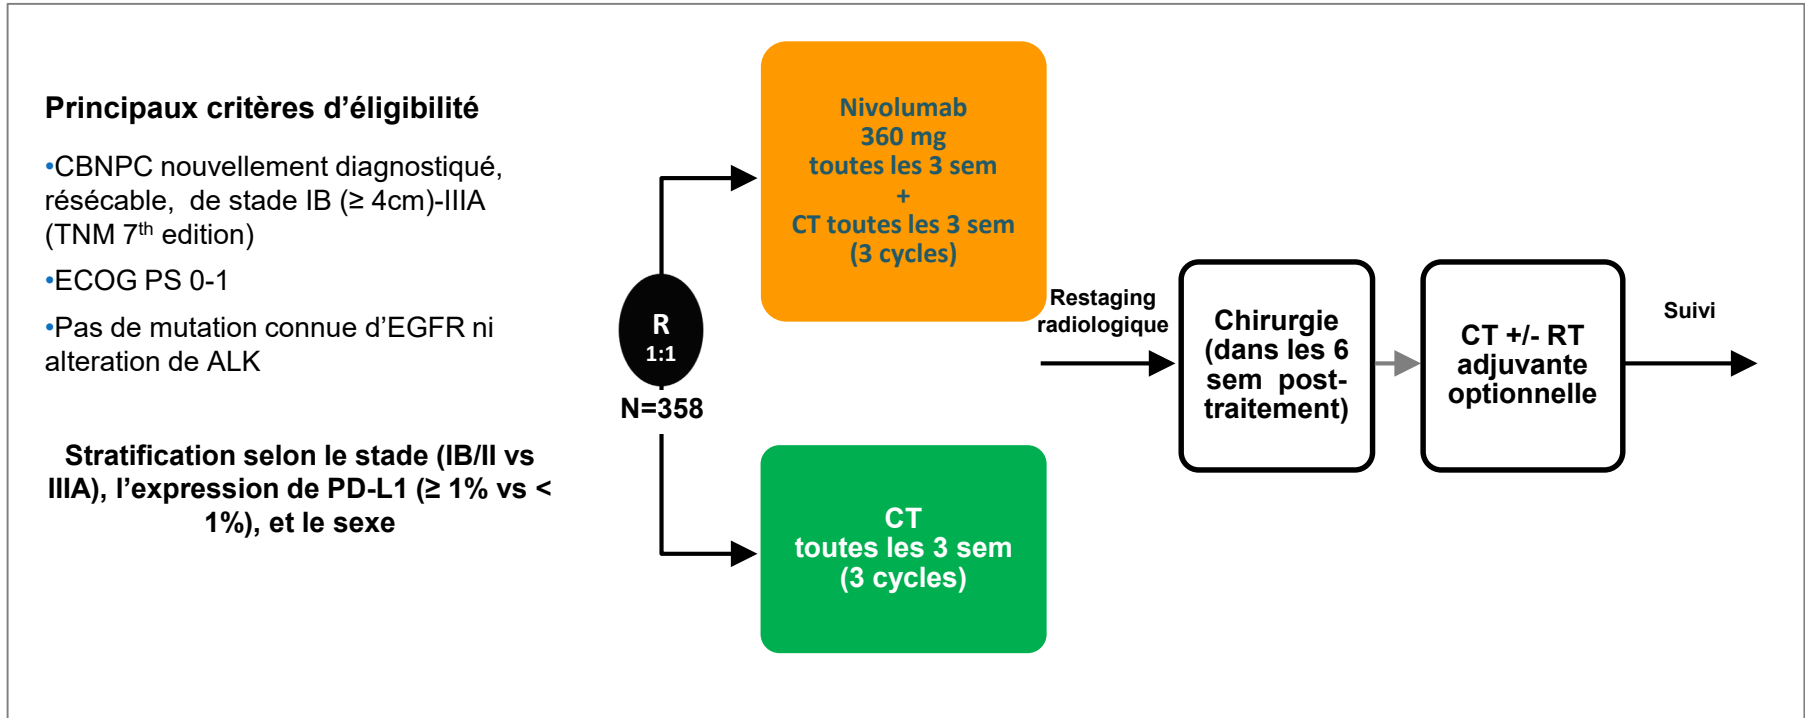 Principaux critères d’éligibilité
•CBNPC nouvellement diagnostiqué,
résécable, de stade IB (≥ 4cm)-IIIA
(TNM 7th edition)
•ECOG PS 0-1
•Pas de mutation connue d’EGFR ni
alteration de ALK
Stratification selon le stade (IB/II vs
IIIA), l’expression de PD-L1 (≥ 1% vs <
1%), et le sexe
R
1:1
N=358
Nivolumab
360 mg
toutes les 3 sem
+
CT toutes les 3 sem
(3 cycles)
CT
toutes les 3 sem
(3 cycles)
Restaging
radiologique
Chirurgie
(dans les 6
sem post-
traitement)
CT +/- RT
adjuvante
optionnelle
Suivi